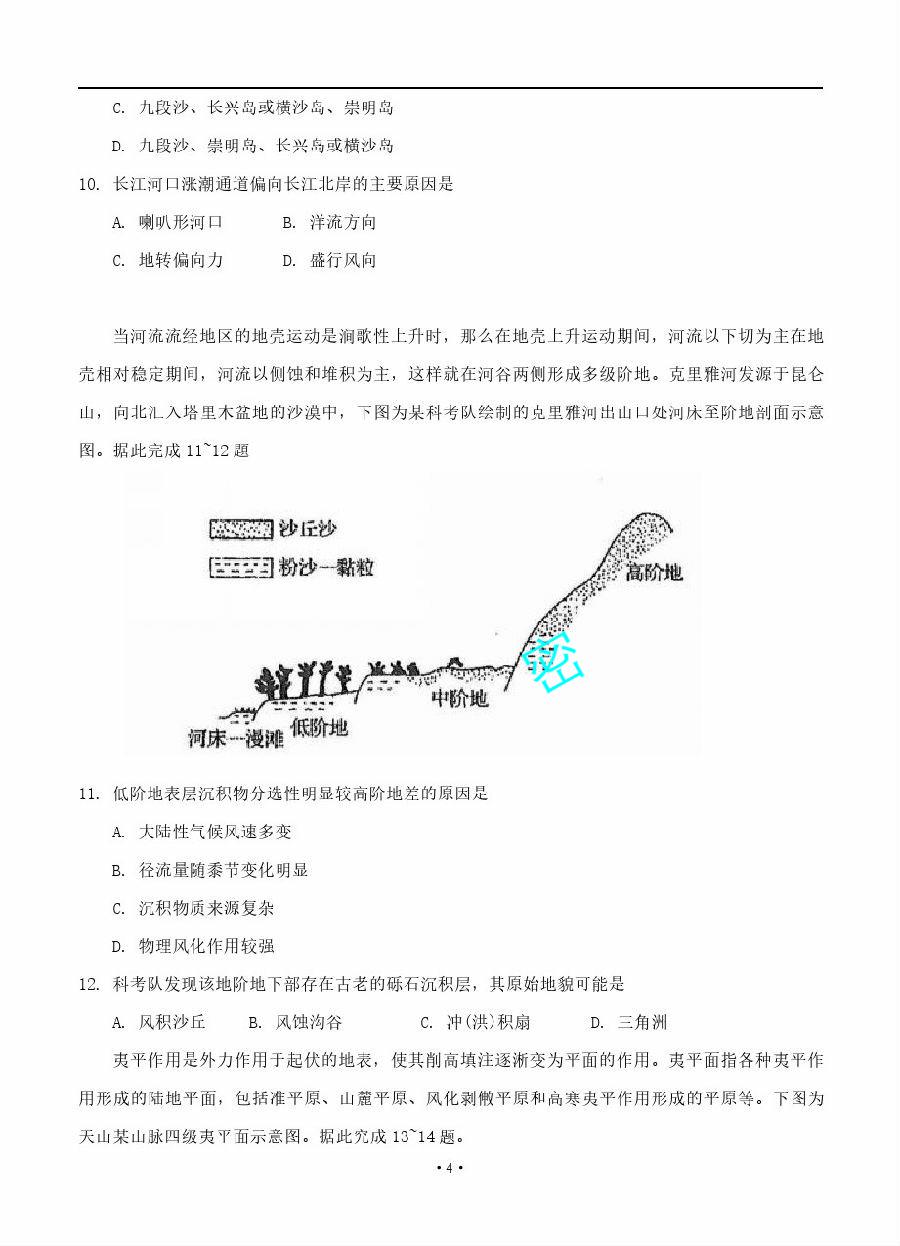 C. 九段沙、长兴岛或横沙岛、崇明岛
D. 九段沙、崇明岛、长兴岛或横沙岛
10. 长江河口涨潮通道偏向长江北岸的主要原因是
A. 喇叭形河口 B. 洋流方向
C. 地转偏向力 D. 盛行风向
当河流流经地区的地壳运动是间歇性上升时，那么在地壳上升运动期间，河流以下切为主在地
壳相对稳定期间，河流以侧蚀和堆积为主，这样就在河谷两侧形成多级阶地。克里雅河发源于昆仑
山，向北汇入塔里木盆地的沙漠中，下图为某科考队绘制的克里雅河出山口处河床至阶地剖面示意
图。据此完成 11~12 题
沙丘沙
粉沙—黏粒
高阶地
密
中阶地
低阶地
河床—漫滩
11. 低阶地表层沉积物分选性明显较高阶地差的原因是
A. 大陆性气候风速多变
B. 径流量随季节变化明显
C. 沉积物质来源复杂
D. 物理风化作用较强
12. 科考队发现该地阶地下部存在古老的砾石沉积层，其原始地貌可能是
A. 风积沙丘 B. 风蚀沟谷 C. 冲(洪)积扇 D. 三角洲
夷平作用是外力作用于起伏的地表，使其削高填注逐渐变为平面的作用。夷平面指各种夷平作
用形成的陆地平面，包括准平原、山麓平原、风化剥蚀平原和高寒夷平作用形成的平原等。下图为
天山某山脉四级夷平面示意图。据此完成 13~14 题。
·4·